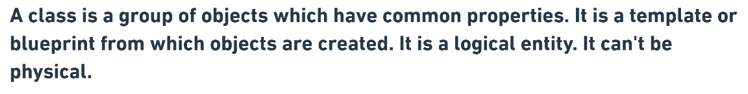 A class is a group of objects which have common properties. It is a template or
blueprint from which objects are created. It is a logical entity. It can't be
physical.